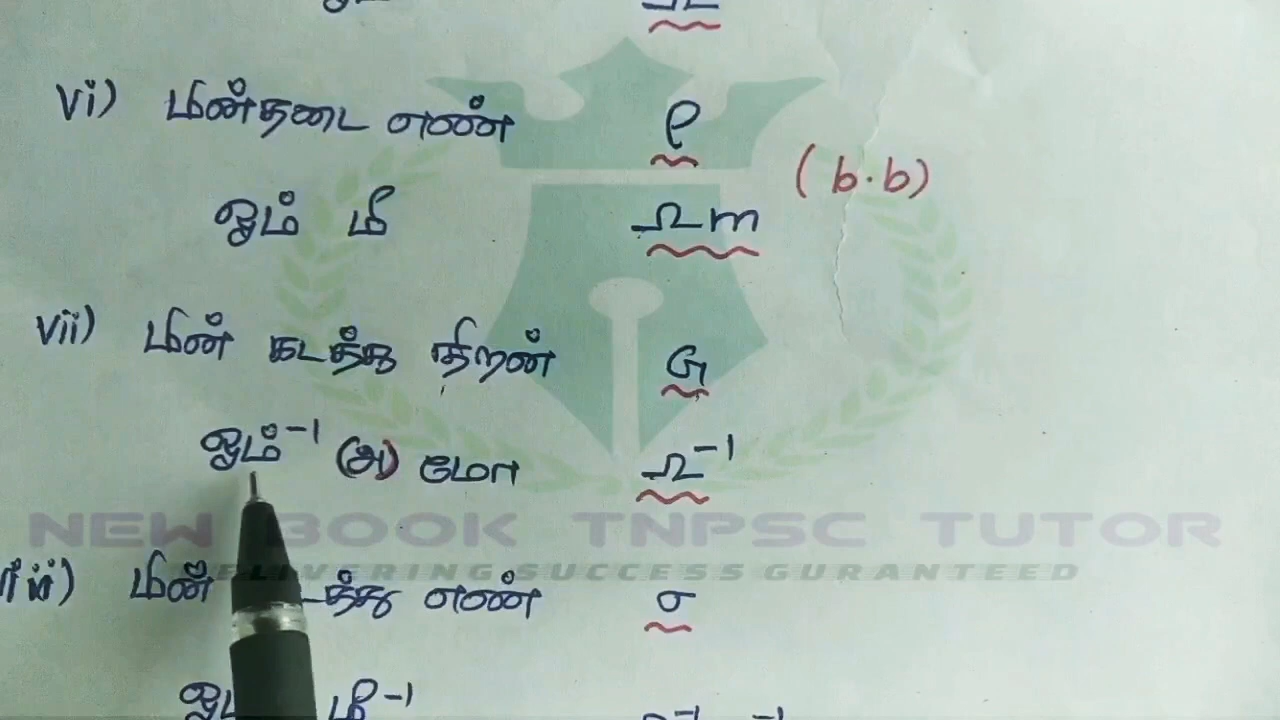 vi) மின்தடை எண் ρ
(b.b)
ஓம் மீ Ωm
vii) மின் கடத்து திறன் G
ஓம்⁻¹ (அ) மோ Ω⁻¹
NEW BOOK TNPSC TUTOR
DELIVERING SUCCESS GURANTEED
மின் கடத்து எண் σ
மீ⁻¹